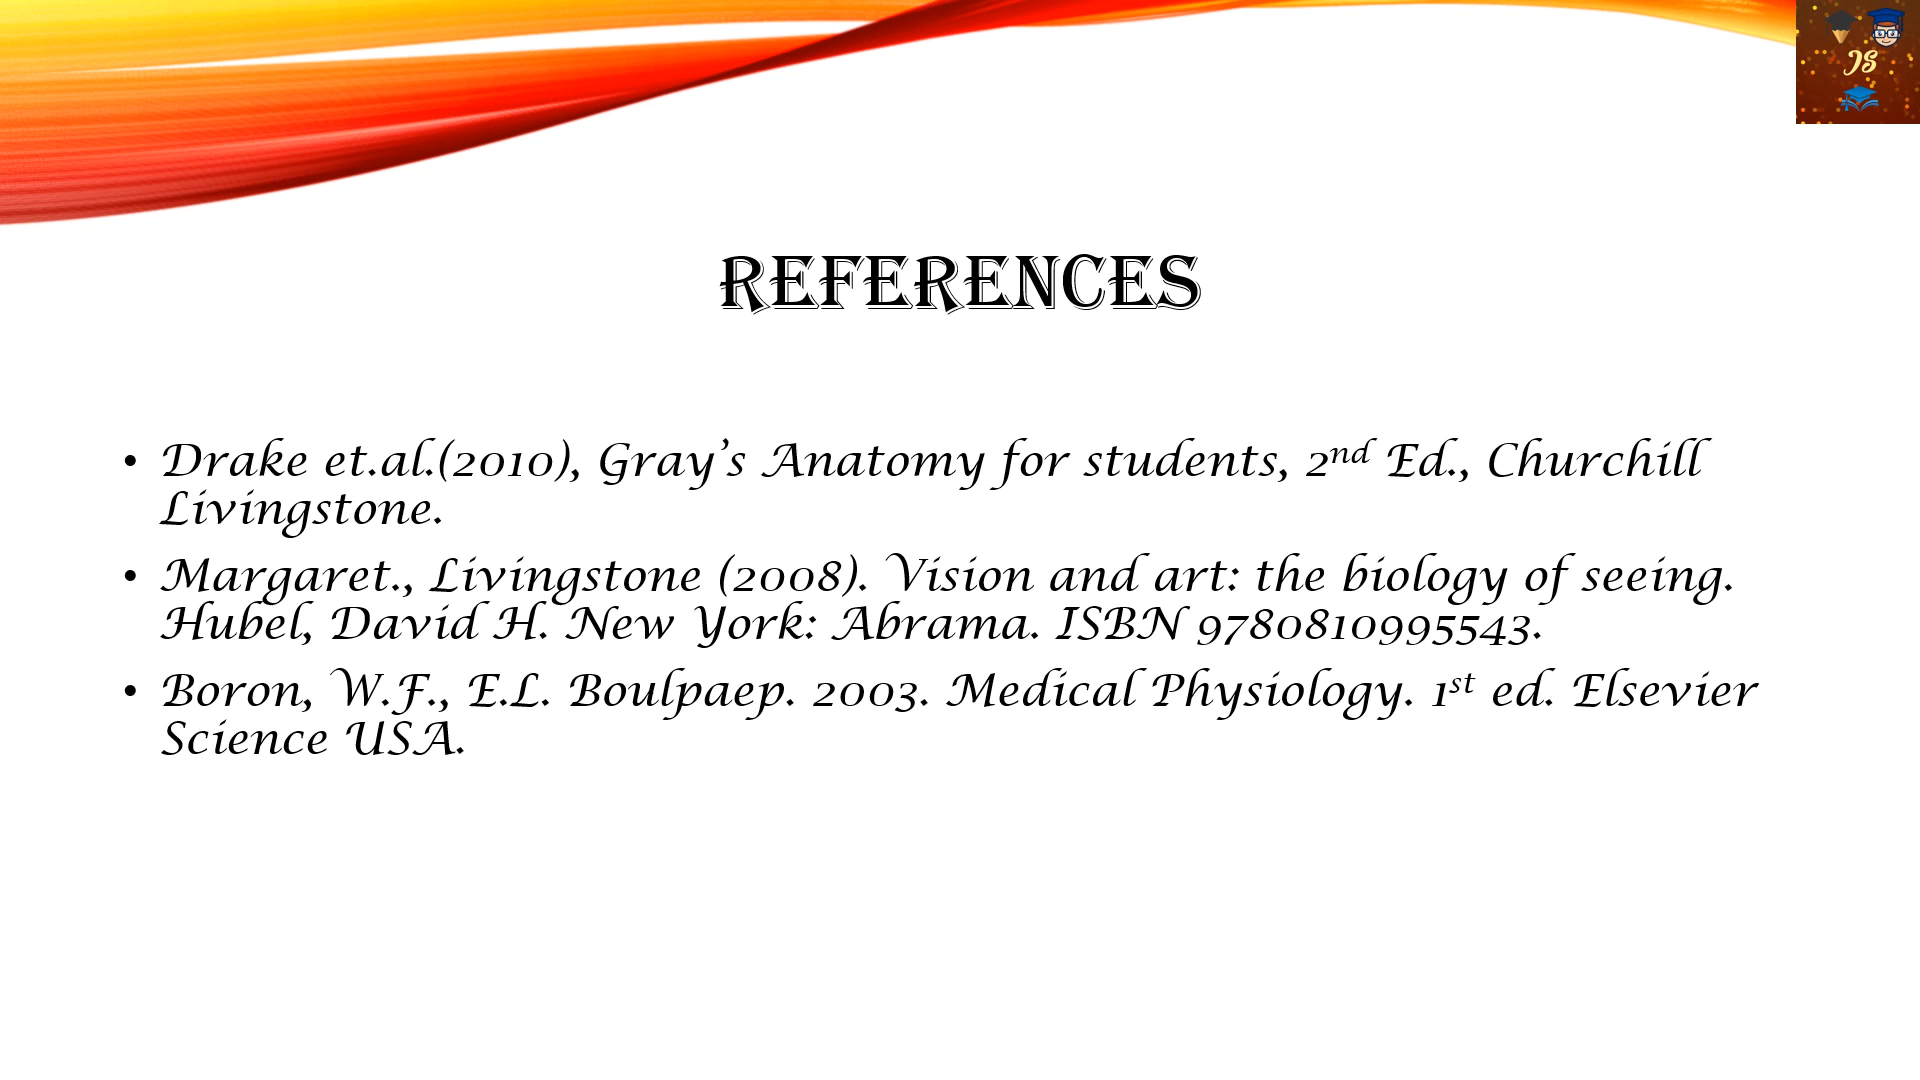 JS
REFERENCES
• Drake et.al.(2010), Gray’s Anatomy for students, 2nd Ed., Churchill
Livingstone.
• Margaret., Livingstone (2008). Vision and art: the biology of seeing.
Hubel, David H. New York: Abrama. ISBN 9780810995543.
• Boron, W.F., E.L. Boulpaep. 2003. Medical Physiology. 1st ed. Elsevier
Science USA.